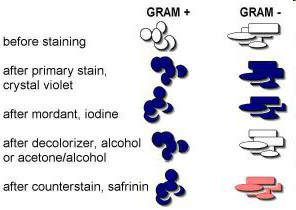 GRAM + GRAM -
before staining
after primary stain,
crystal violet
after mordant, iodine
after decolorizer, alcohol
or acetone/alcohol
after counterstain, safrinin